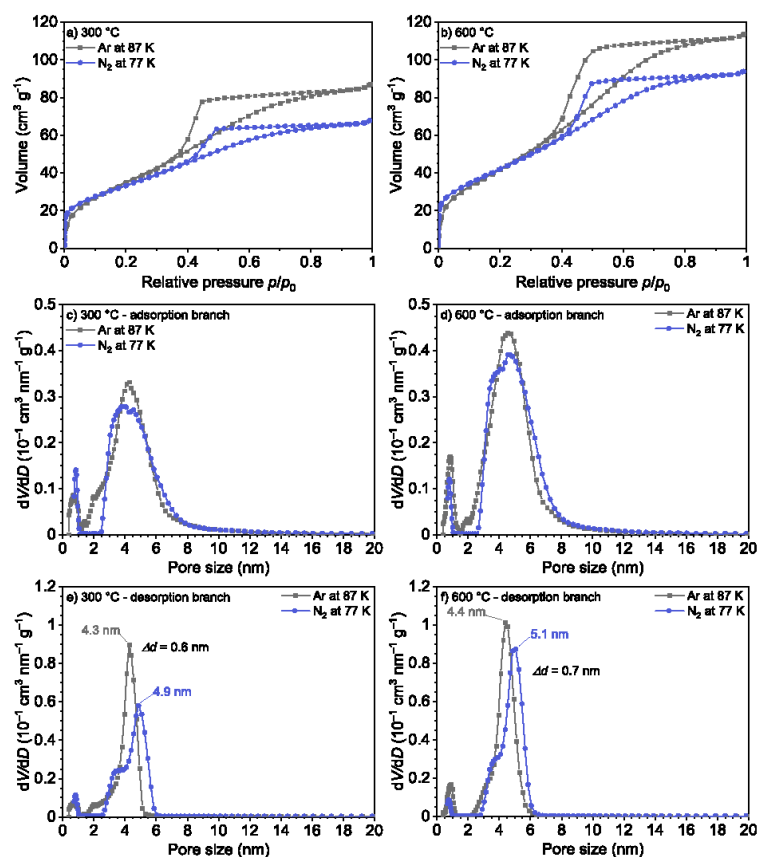 a) 300 °C
Ar at 87 K
N₂ at 77 K
Volume (cm³ g⁻¹)
120
100
80
60
40
20
0
0 0.2 0.4 0.6 0.8 1
Relative pressure p/p₀
b) 600 °C
Ar at 87 K
N₂ at 77 K
Volume (cm³ g⁻¹)
120
100
80
60
40
20
0
0 0.2 0.4 0.6 0.8 1
Relative pressure p/p₀
c) 300 °C - adsorption branch
Ar at 87 K
N₂ at 77 K
dV/dD (10⁻¹ cm³ nm⁻¹ g⁻¹)
0.5
0.4
0.3
0.2
0.1
0
0 2 4 6 8 10 12 14 16 18 20
Pore size (nm)
d) 600 °C - adsorption branch
Ar at 87 K
N₂ at 77 K
dV/dD (10⁻¹ cm³ nm⁻¹ g⁻¹)
0.5
0.4
0.3
0.2
0.1
0
0 2 4 6 8 10 12 14 16 18 20
Pore size (nm)
e) 300 °C - desorption branch
Ar at 87 K
N₂ at 77 K
4.3 nm
Δd = 0.6 nm
4.9 nm
dV/dD (10⁻¹ cm³ nm⁻¹ g⁻¹)
1
0.8
0.6
0.4
0.2
0
0 2 4 6 8 10 12 14 16 18 20
Pore size (nm)
f) 600 °C - desorption branch
Ar at 87 K
N₂ at 77 K
4.4 nm
5.1 nm
Δd = 0.7 nm
dV/dD (10⁻¹ cm³ nm⁻¹ g⁻¹)
1
0.8
0.6
0.4
0.2
0
0 2 4 6 8 10 12 14 16 18 20
Pore size (nm)